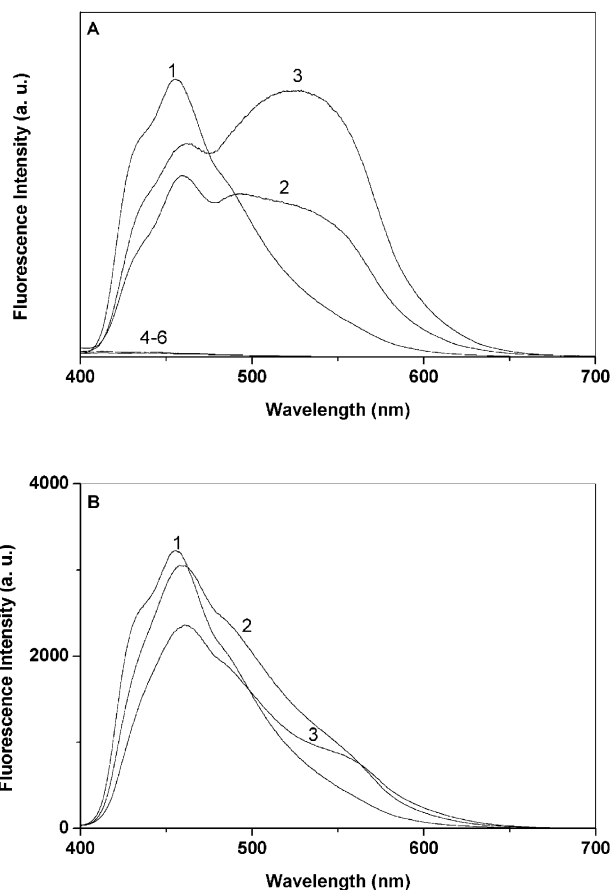 A
1
3
2
4-6
Fluorescence Intensity (a. u.)
400 500 600 700
Wavelength (nm)
B
4000
1
2
2000
3
0
Fluorescence Intensity (a. u.)
400 500 600 700
Wavelength (nm)